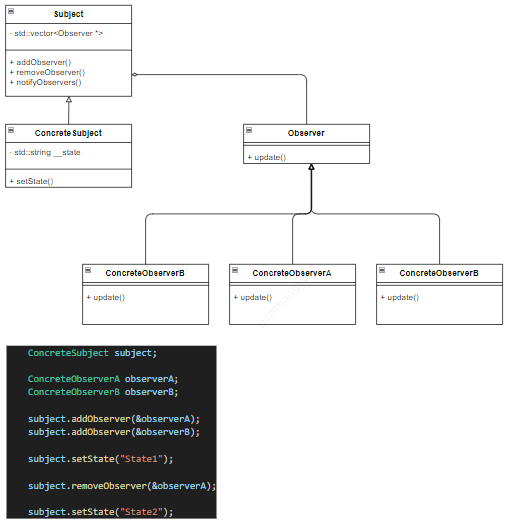 Subject
- std::vector<Observer *>
+ addObserver()
+ removeObserver()
+ notifyObservers()
ConcreteSubject
- std::string __state
+ setState()
Observer
+ update()
ConcreteObserverB
+ update()
ConcreteObserverA
+ update()
ConcreteObserverB
+ update()
ConcreteSubject subject;
ConcreteObserverA observerA;
ConcreteObserverB observerB;
subject.addObserver(&observerA);
subject.addObserver(&observerB);
subject.setState("State1");
subject.removeObserver(&observerA);
subject.setState("State2");